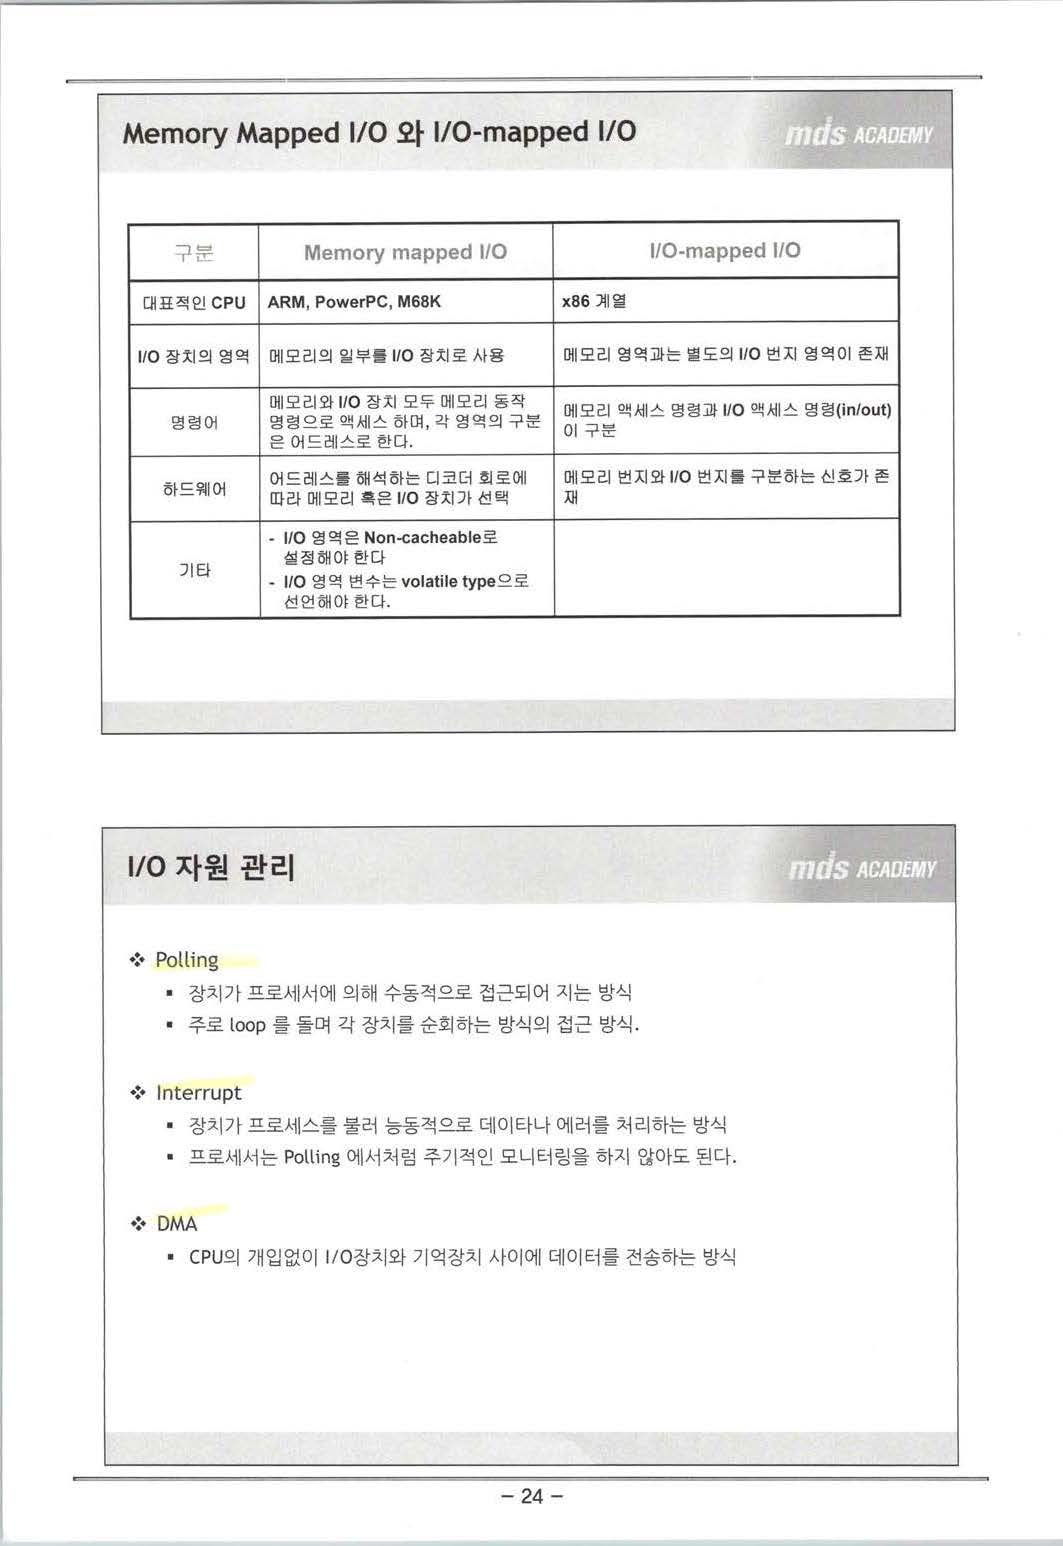 Memory Mapped I/O 와 I/O-mapped I/O
mds ACADEMY
구분
Memory mapped I/O
I/O-mapped I/O
대표적인 CPU
ARM, PowerPC, M68K
x86 계열
I/O 장치의 영역
메모리의 일부를 I/O 장치로 사용
메모리 영역과는 별도의 I/O 번지 영역이 존재
명령어
메모리와 I/O 장치 모두 메모리 동작
명령으로 액세스 하며, 각 영역의 구분
은 어드레스로 한다.
메모리 액세스 명령과 I/O 액세스 명령(in/out)
이 구분
하드웨어
어드레스를 해석하는 디코더 회로에
따라 메모리 혹은 I/O 장치가 선택
메모리 번지와 I/O 번지를 구분하는 신호가 존
재
기타
- I/O 영역은 Non-cacheable로
설정해야 한다
- I/O 영역 변수는 volatile type으로
선언해야 한다.
I/O 자원 관리
mds ACADEMY
❖ Polling
▪ 장치가 프로세서에 의해 수동적으로 접근되어 지는 방식
▪ 주로 loop 를 돌며 각 장치를 순회하는 방식의 접근 방식.
❖ Interrupt
▪ 장치가 프로세스를 불러 능동적으로 데이타나 에러를 처리하는 방식
▪ 프로세서는 Polling 에서처럼 주기적인 모니터링을 하지 않아도 된다.
❖ DMA
▪ CPU의 개입없이 I/O장치와 기억장치 사이에 데이터를 전송하는 방식
- 24 -